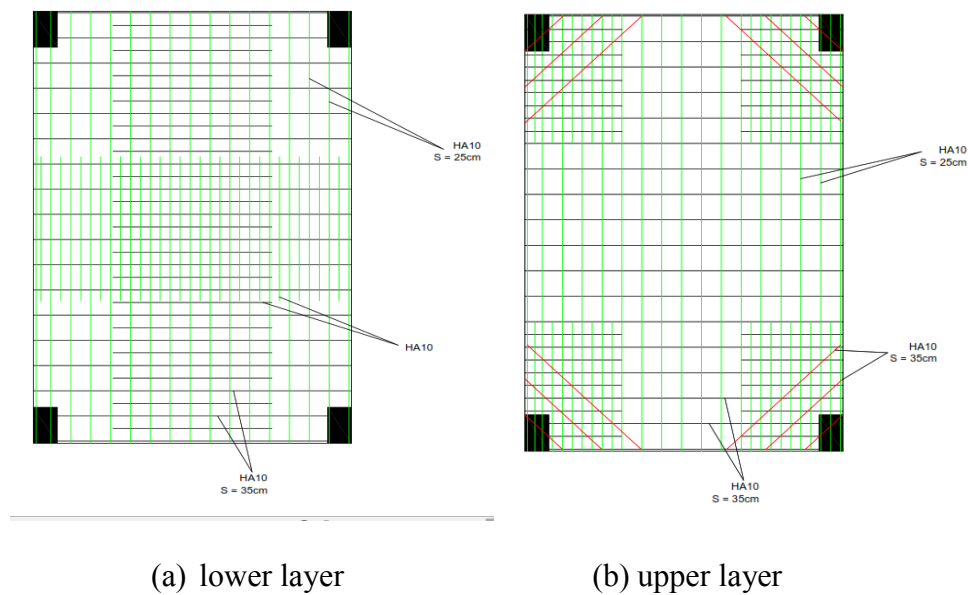 HA10
S = 25cm
HA10
HA10
S = 35cm
HA10
S = 25cm
HA10
S = 35cm
HA10
S = 35cm
(a) lower layer
(b) upper layer